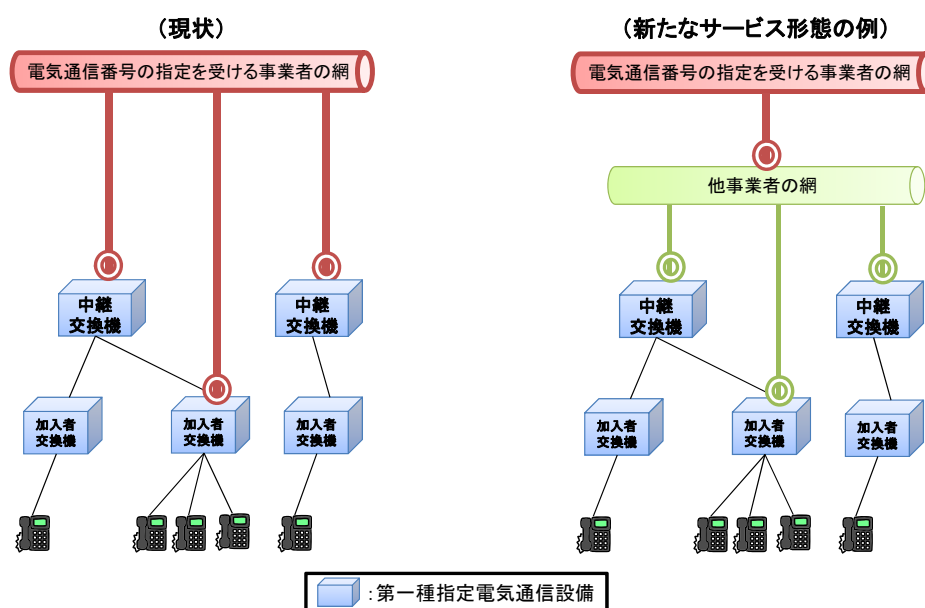 （現状）
電気通信番号の指定を受ける事業者の網
中継
交換機
中継
交換機
加入者
交換機
加入者
交換機
加入者
交換機
（新たなサービス形態の例）
電気通信番号の指定を受ける事業者の網
他事業者の網
中継
交換機
中継
交換機
加入者
交換機
加入者
交換機
加入者
交換機
：第一種指定電気通信設備